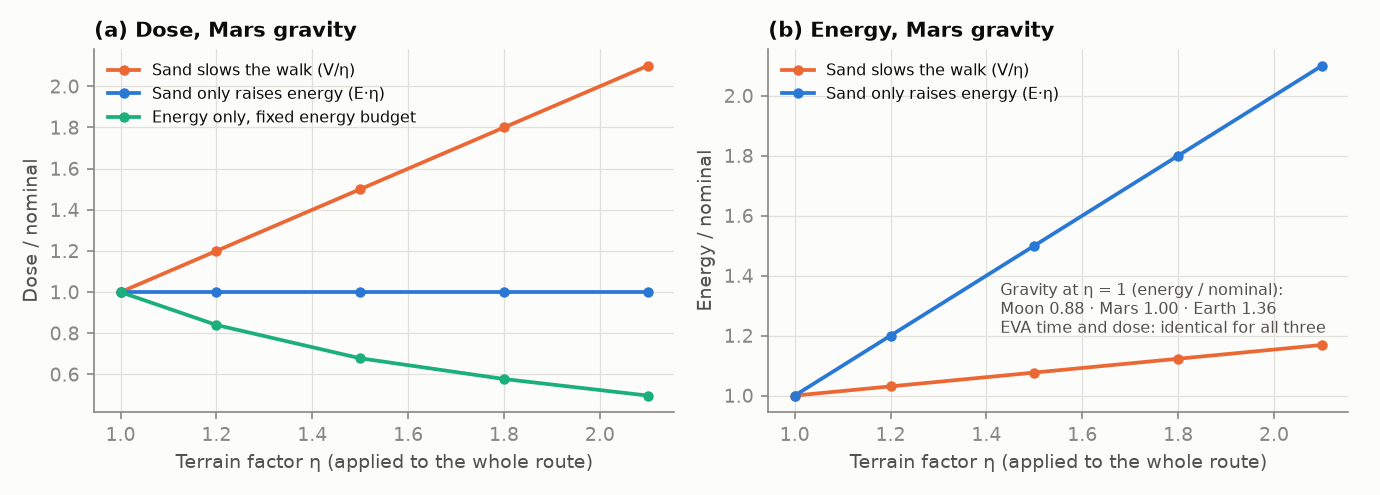 (a) Dose, Mars gravity
Sand slows the walk (V/η)
Sand only raises energy (E·η)
Energy only, fixed energy budget
Dose / nominal
2.0
1.8
1.6
1.4
1.2
1.0
0.8
0.6
1.0 1.2 1.4 1.6 1.8 2.0
Terrain factor η (applied to the whole route)
(b) Energy, Mars gravity
Sand slows the walk (V/η)
Sand only raises energy (E·η)
Energy / nominal
2.0
1.8
1.6
1.4
1.2
1.0
Gravity at η = 1 (energy / nominal):
Moon 0.88 · Mars 1.00 · Earth 1.36
EVA time and dose: identical for all three
1.0 1.2 1.4 1.6 1.8 2.0
Terrain factor η (applied to the whole route)